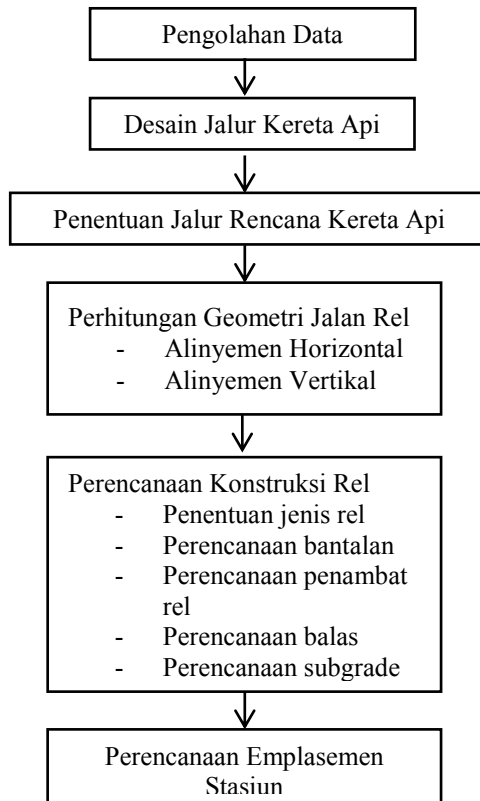 Pengolahan Data
Desain Jalur Kereta Api
Penentuan Jalur Rencana Kereta Api
Perhitungan Geometri Jalan Rel
- Alinyemen Horizontal
- Alinyemen Vertikal
Perencanaan Konstruksi Rel
- Penentuan jenis rel
- Perencanaan bantalan
- Perencanaan penambat
rel
- Perencanaan balas
- Perencanaan subgrade
Perencanaan Emplasemen
Stasiun